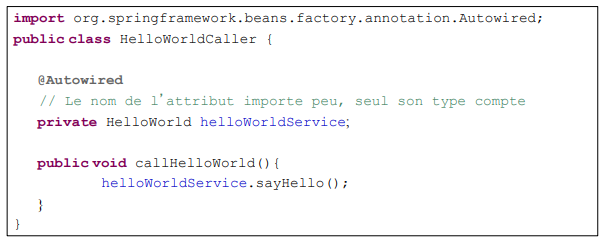 import org.springframework.beans.factory.annotation.Autowired;
public class HelloWorldCaller {
@Autowired
// Le nom de l'attribut importe peu, seul son type compte
private HelloWorld helloWorldService;
public void callHelloWorld(){
helloWorldService.sayHello();
}
}